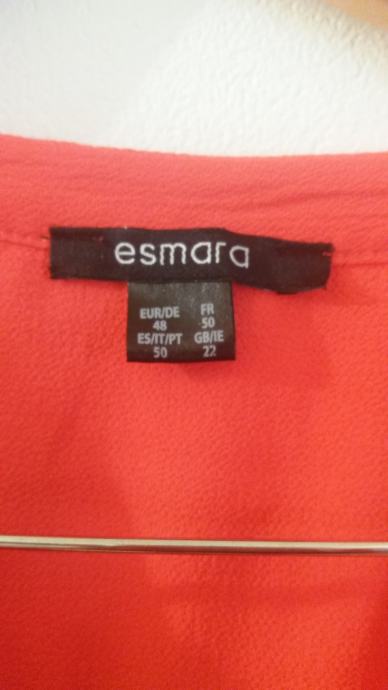 esmara
EUR/DE FR
48 50
ES/IT/PT GB/IE
50 22